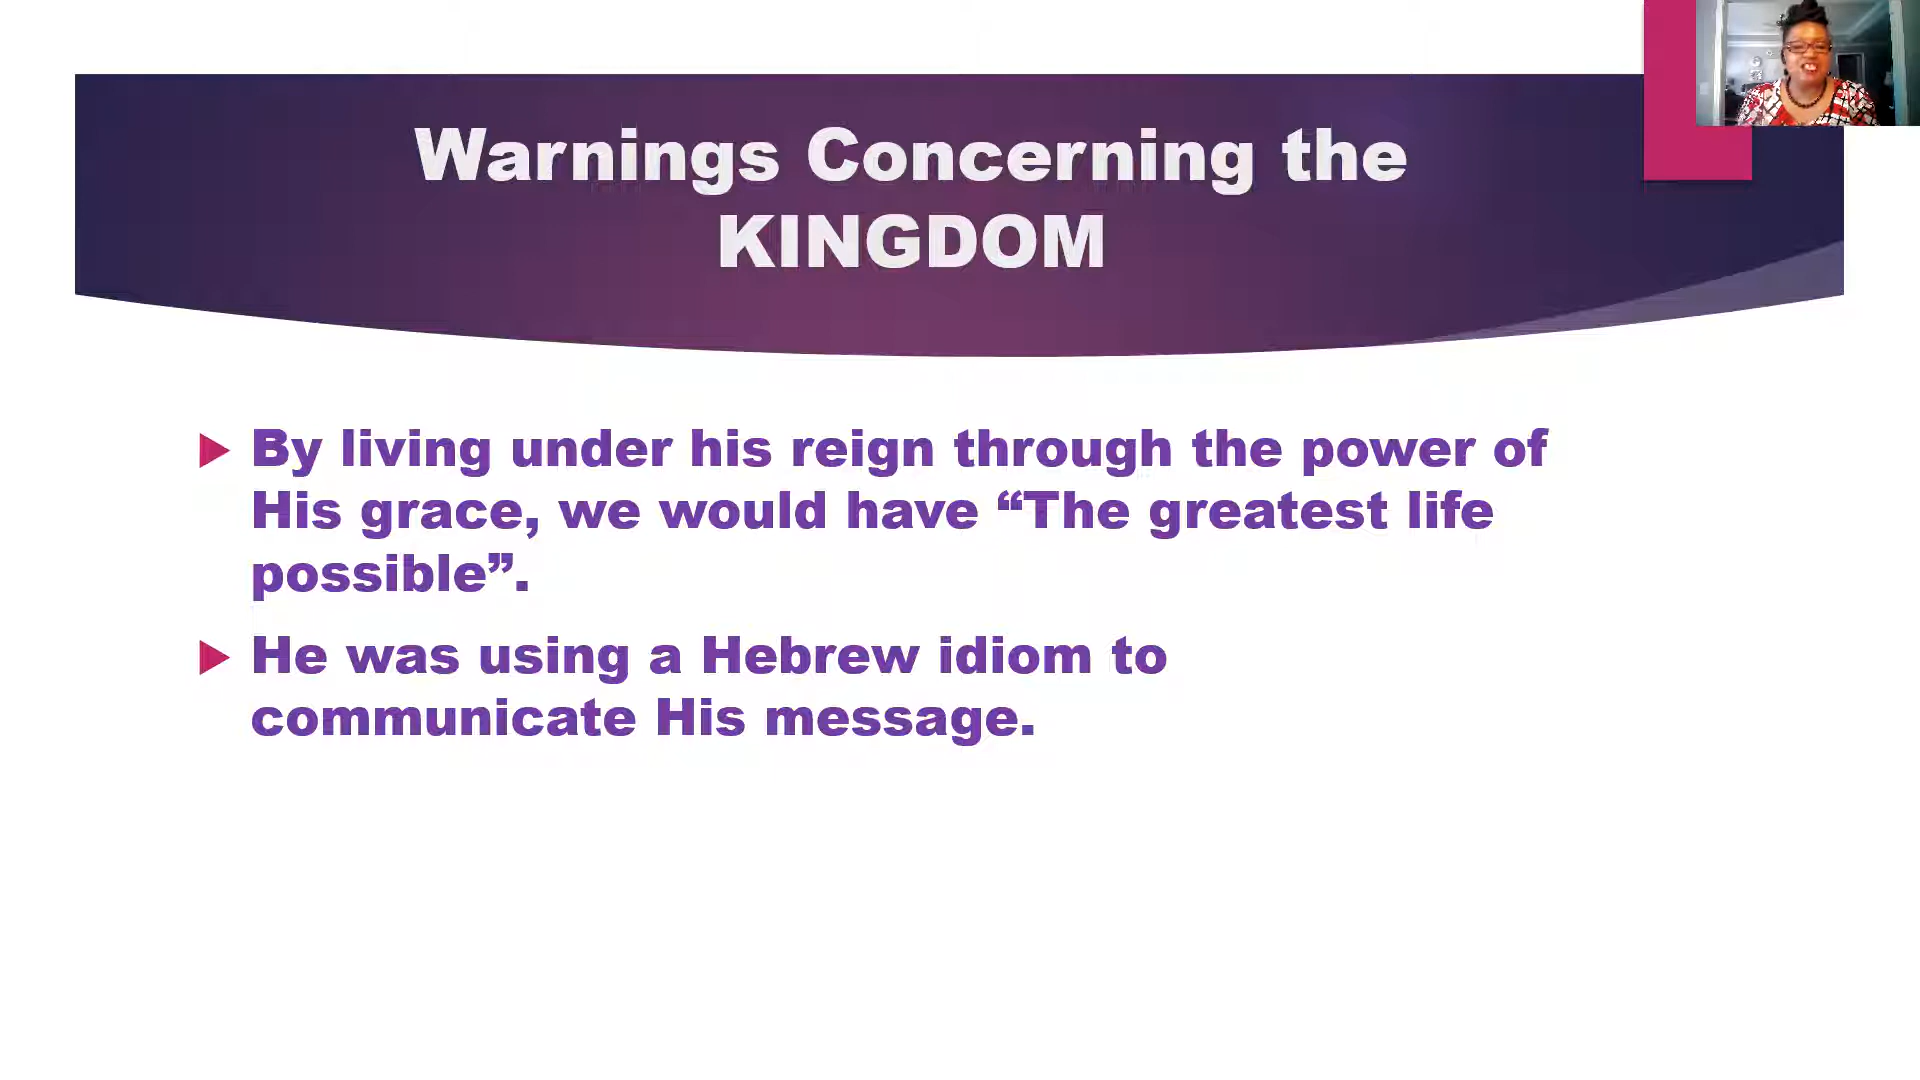 Warnings Concerning the
KINGDOM
By living under his reign through the power of
His grace, we would have “The greatest life
possible”.
He was using a Hebrew idiom to
communicate His message.